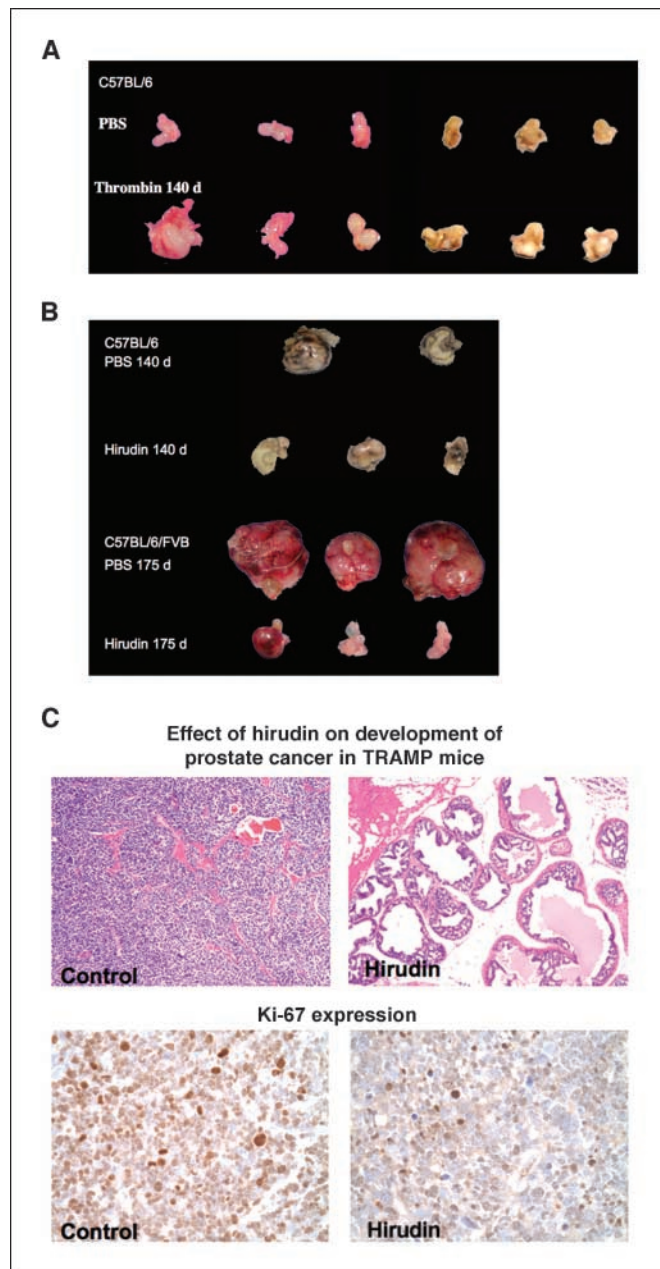 A
C57BL/6
PBS
Thrombin 140 d
B
C57BL/6
PBS 140 d
Hirudin 140 d
C57BL/6/FVB
PBS 175 d
Hirudin 175 d
C
Effect of hirudin on development of
prostate cancer in TRAMP mice
Control
Hirudin
Ki-67 expression
Control
Hirudin